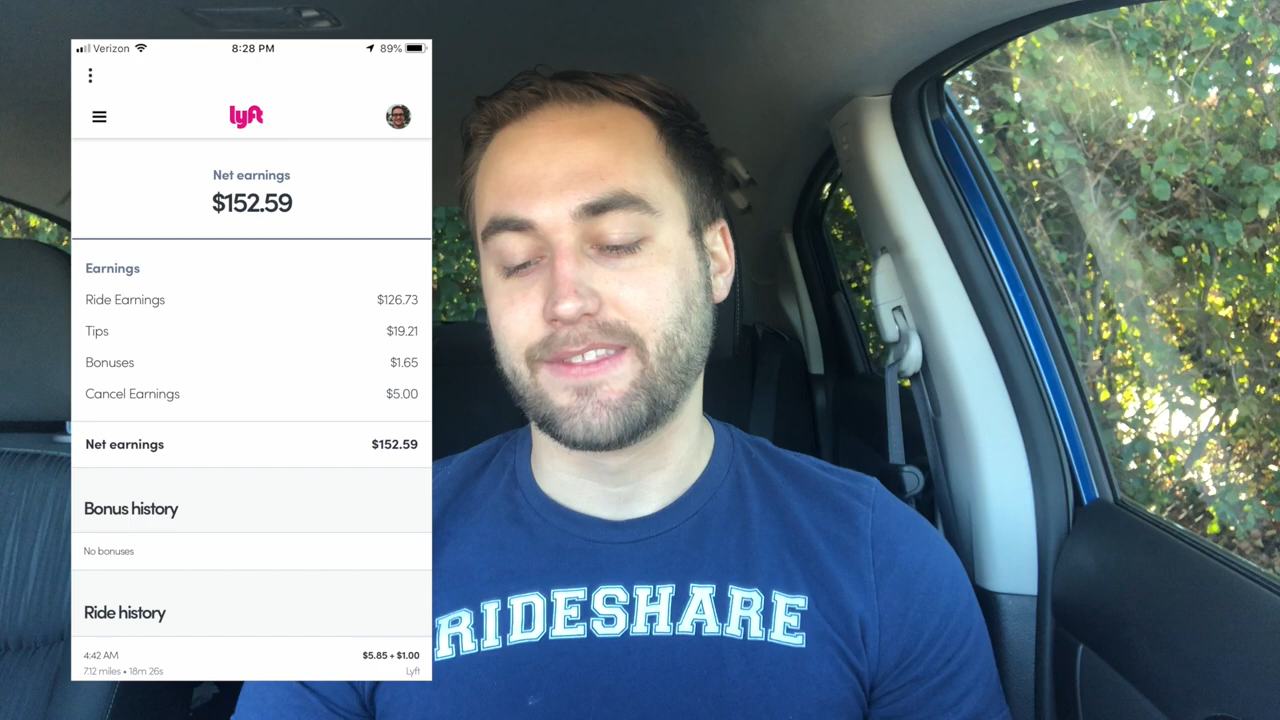 Verizon 8:28 PM 89%
lyft
Net earnings
$152.59
Earnings
Ride Earnings $126.73
Tips $19.21
Bonuses $1.65
Cancel Earnings $5.00
Net earnings $152.59
Bonus history
No bonuses
Ride history
4:42 AM $5.85 + $1.00
7.12 miles • 18m 26s Lyft
RIDESHARE